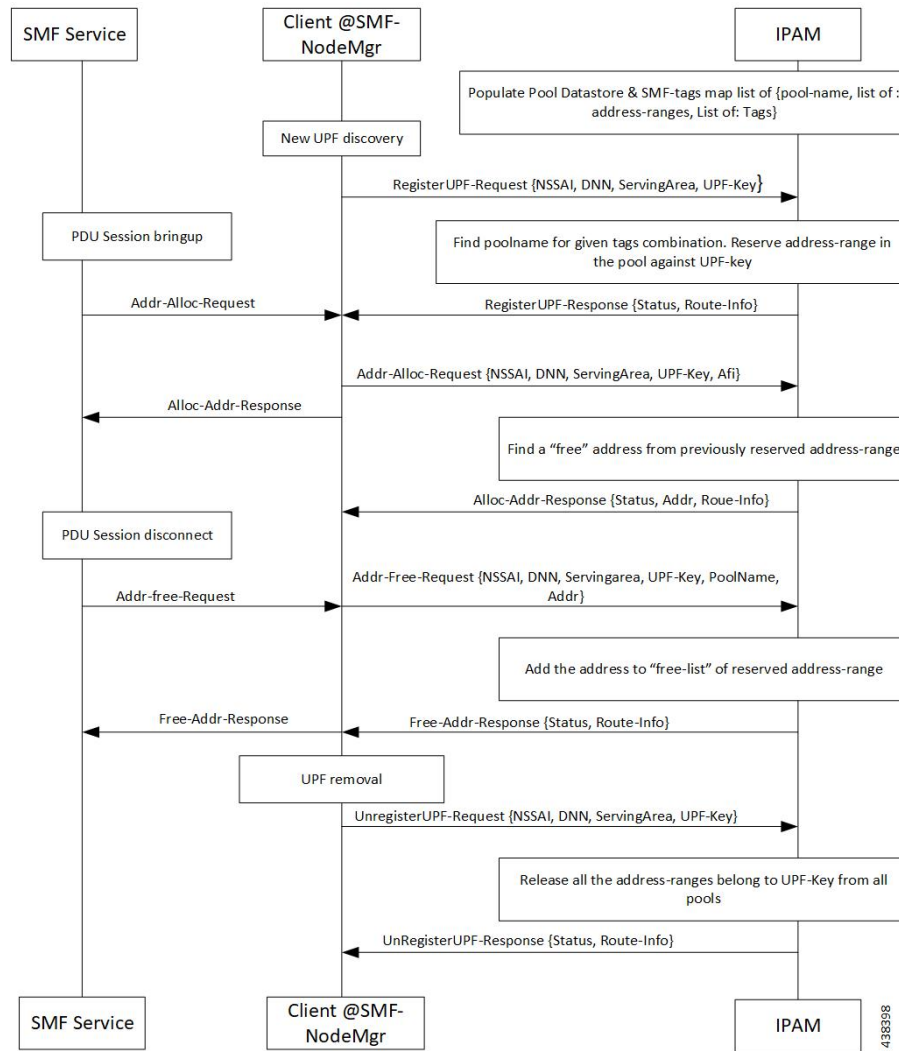 SMF Service
Client @SMF-
NodeMgr
IPAM
Populate Pool Datastore & SMF-tags map list of {pool-name, list of :
address-ranges, List of: Tags}
New UPF discovery
RegisterUPF-Request {NSSAI, DNN, ServingArea, UPF-Key}
PDU Session bringup
Find poolname for given tags combination. Reserve address-range in
the pool against UPF-key
Addr-Alloc-Request
RegisterUPF-Response {Status, Route-Info}
Addr-Alloc-Request {NSSAI, DNN, ServingArea, UPF-Key, Afi}
Alloc-Addr-Response
Find a “free” address from previously reserved address-range
Alloc-Addr-Response {Status, Addr, Roue-Info}
PDU Session disconnect
Addr-Free-Request {NSSAI, DNN, Servingarea, UPF-Key, PoolName,
Addr}
Addr-free-Request
Add the address to “free-list” of reserved address-range
Free-Addr-Response
Free-Addr-Response {Status, Route-Info}
UPF removal
UnregisterUPF-Request {NSSAI, DNN, ServingArea, UPF-Key}
Release all the address-ranges belong to UPF-Key from all
pools
UnRegisterUPF-Response {Status, Route-Info}
SMF Service
Client @SMF-
NodeMgr
IPAM
438398